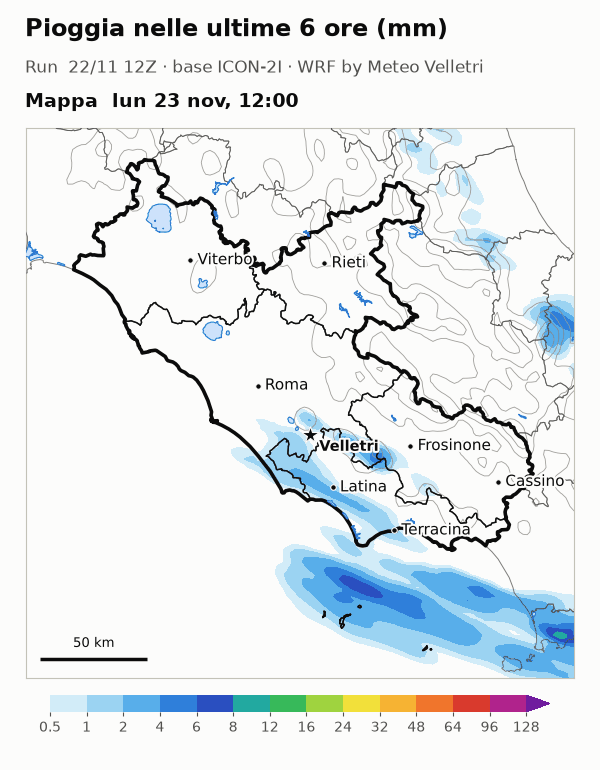 Pioggia nelle ultime 6 ore (mm)
Run  22/11 12Z · base ICON-2I · WRF by Meteo Velletri
Mappa  lun 23 nov, 12:00
Viterbo
Rieti
Roma
Velletri
Frosinone
Latina
Cassino
Terracina
50 km
0.5 1 2 4 6 8 12 16 24 32 48 64 96 128